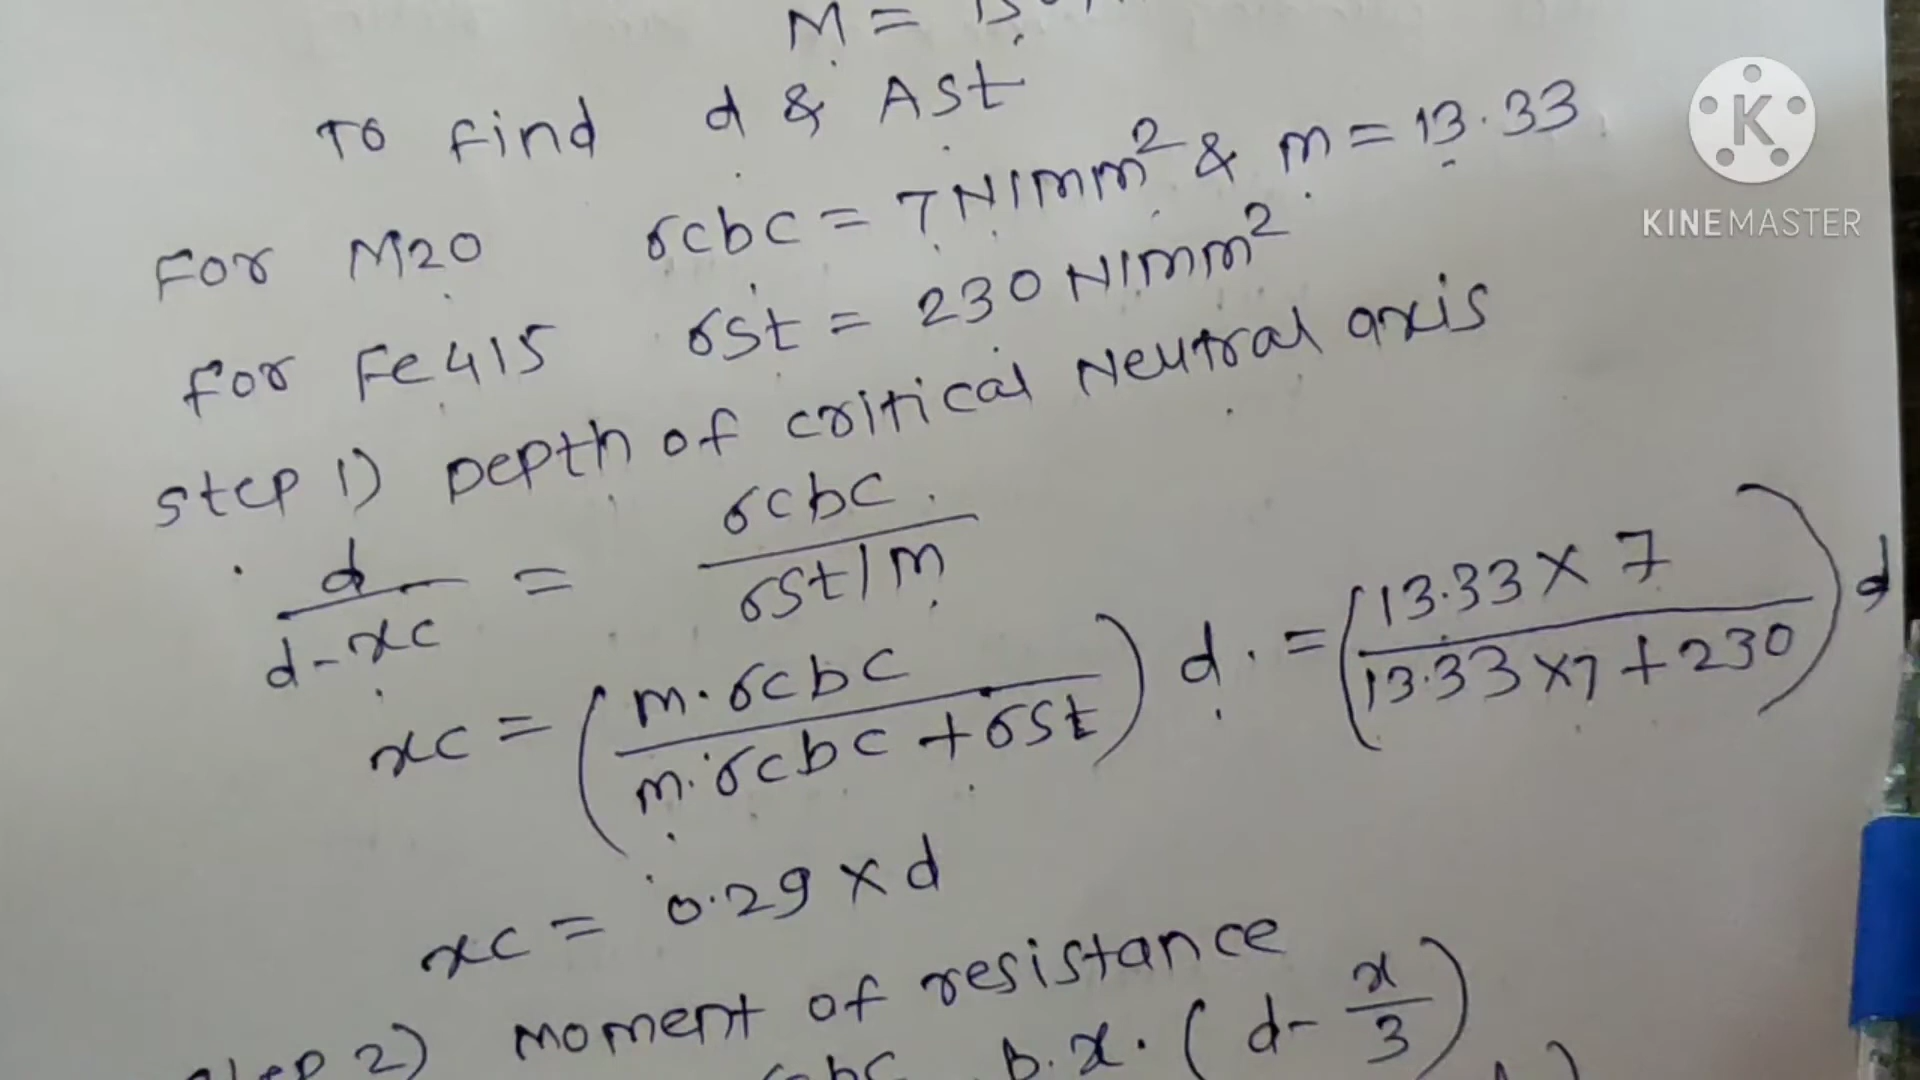 M =
To find d & Ast
For M20 σcbc = 7 N/mm² & m = 13.33
For Fe415 σst = 230 N/mm²
step 1) Depth of critical Neutral axis
d / d-xc = σcbc / σst/m
xc = ( m.σcbc / m.σcbc + σst ) d. = ( 13.33 x 7 / 13.33 x 7 + 230 ) d
xc = 0.29 x d
step 2) moment of resistance
cbc b.x. ( d - x/3 )
K
KINEMASTER